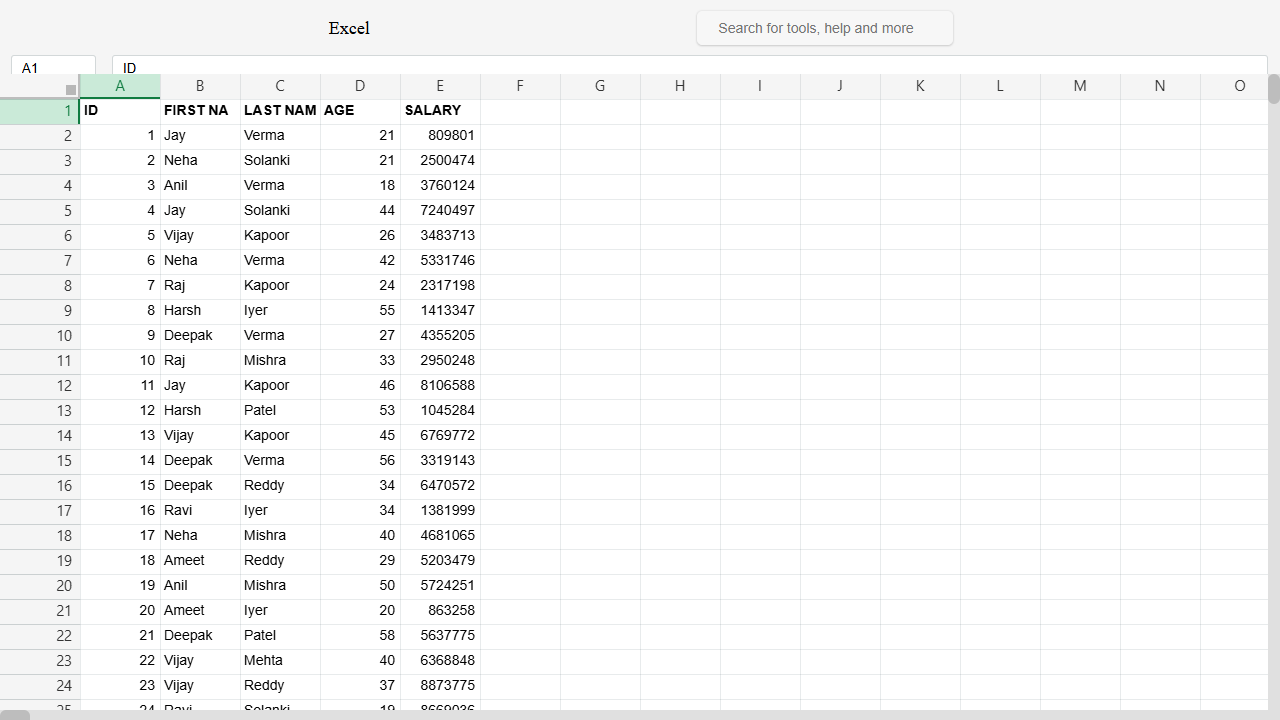 Excel
Search for tools, help and more
A1 ID
A B C D E F G H I J K L M N O
1 ID FIRST NA LAST NAM AGE SALARY
2 1 Jay Verma 21 809801
3 2 Neha Solanki 21 2500474
4 3 Anil Verma 18 3760124
5 4 Jay Solanki 44 7240497
6 5 Vijay Kapoor 26 3483713
7 6 Neha Verma 42 5331746
8 7 Raj Kapoor 24 2317198
9 8 Harsh Iyer 55 1413347
10 9 Deepak Verma 27 4355205
11 10 Raj Mishra 33 2950248
12 11 Jay Kapoor 46 8106588
13 12 Harsh Patel 53 1045284
14 13 Vijay Kapoor 45 6769772
15 14 Deepak Verma 56 3319143
16 15 Deepak Reddy 34 6470572
17 16 Ravi Iyer 34 1381999
18 17 Neha Mishra 40 4681065
19 18 Ameet Reddy 29 5203479
20 19 Anil Mishra 50 5724251
21 20 Ameet Iyer 20 863258
22 21 Deepak Patel 58 5637775
23 22 Vijay Mehta 40 6368848
24 23 Vijay Reddy 37 8873775
25 24 Ravi Solanki 19